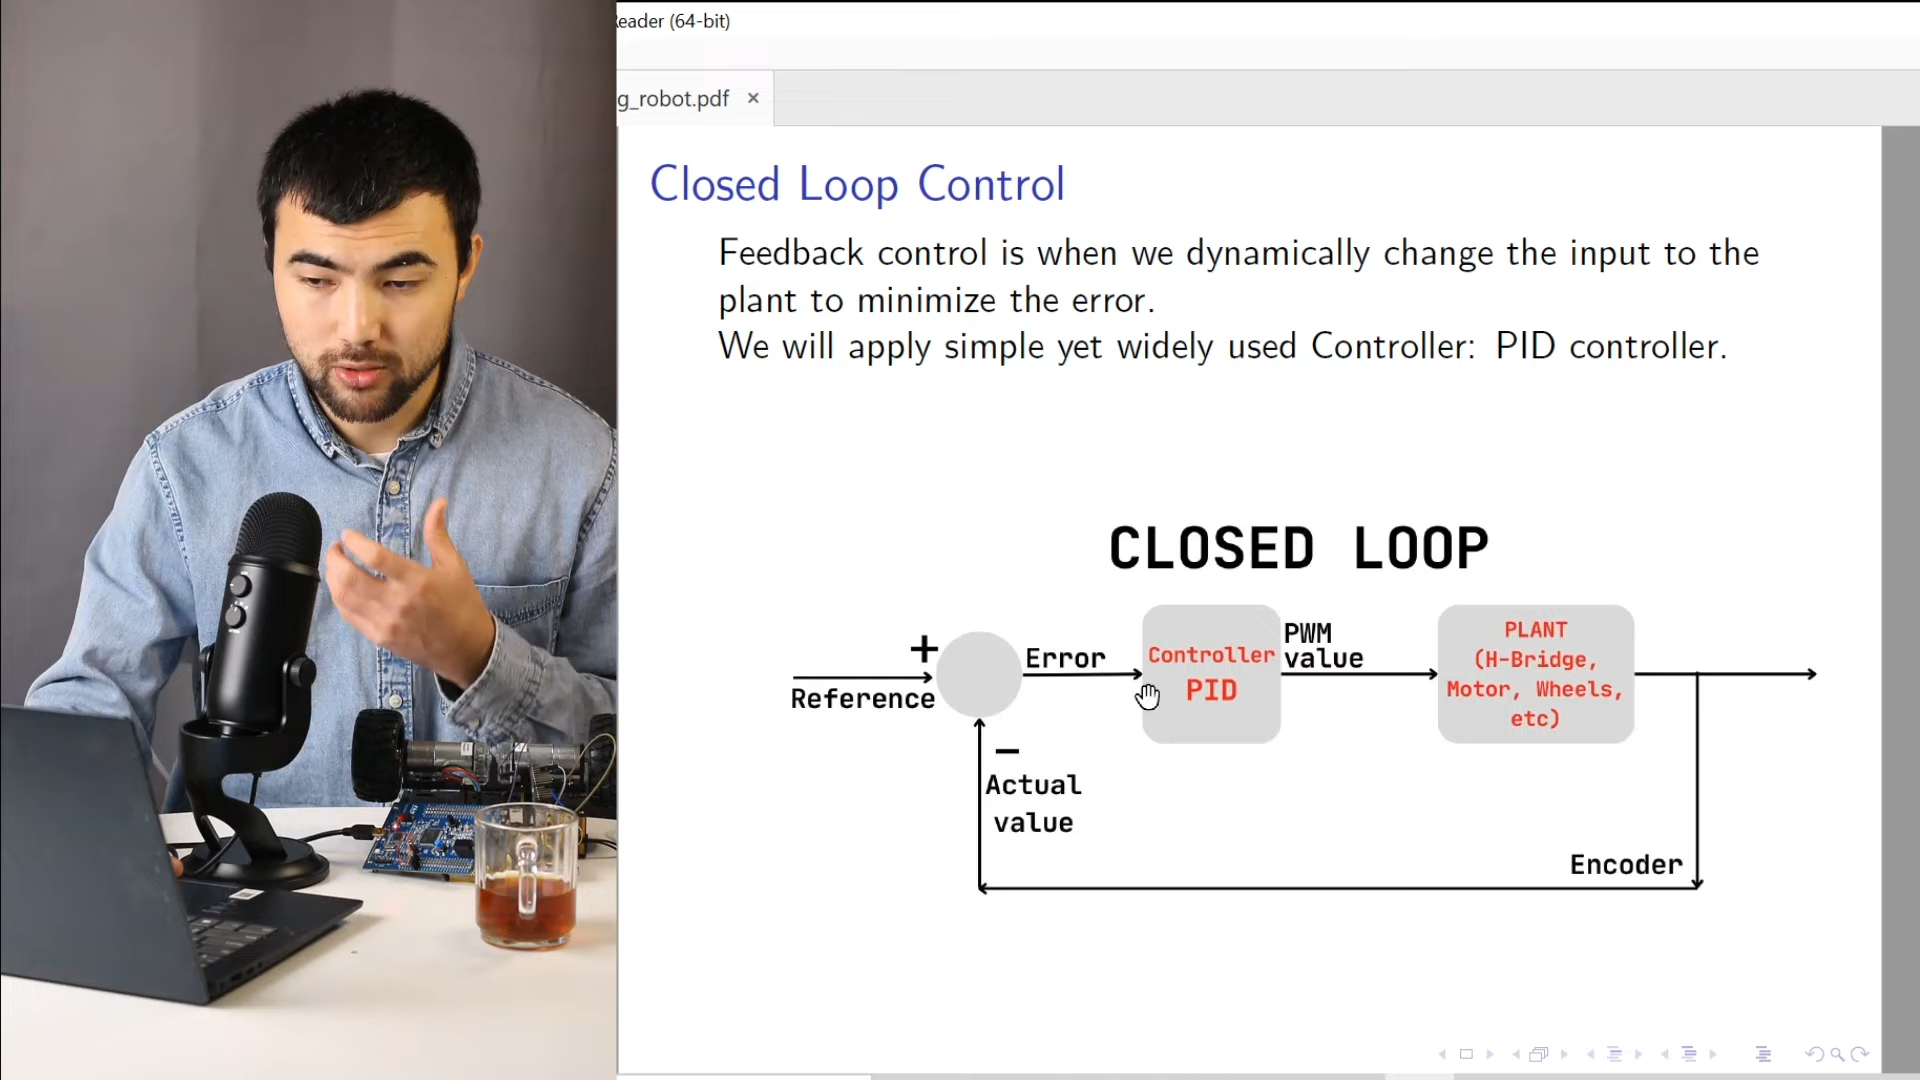 eader (64-bit)
g_robot.pdf ×
Closed Loop Control
Feedback control is when we dynamically change the input to the
plant to minimize the error.
We will apply simple yet widely used Controller: PID controller.
CLOSED LOOP
+
Reference
Error
Controller
PID
PWM
value
PLANT
(H-Bridge,
Motor, Wheels,
etc)
−
Actual
value
Encoder